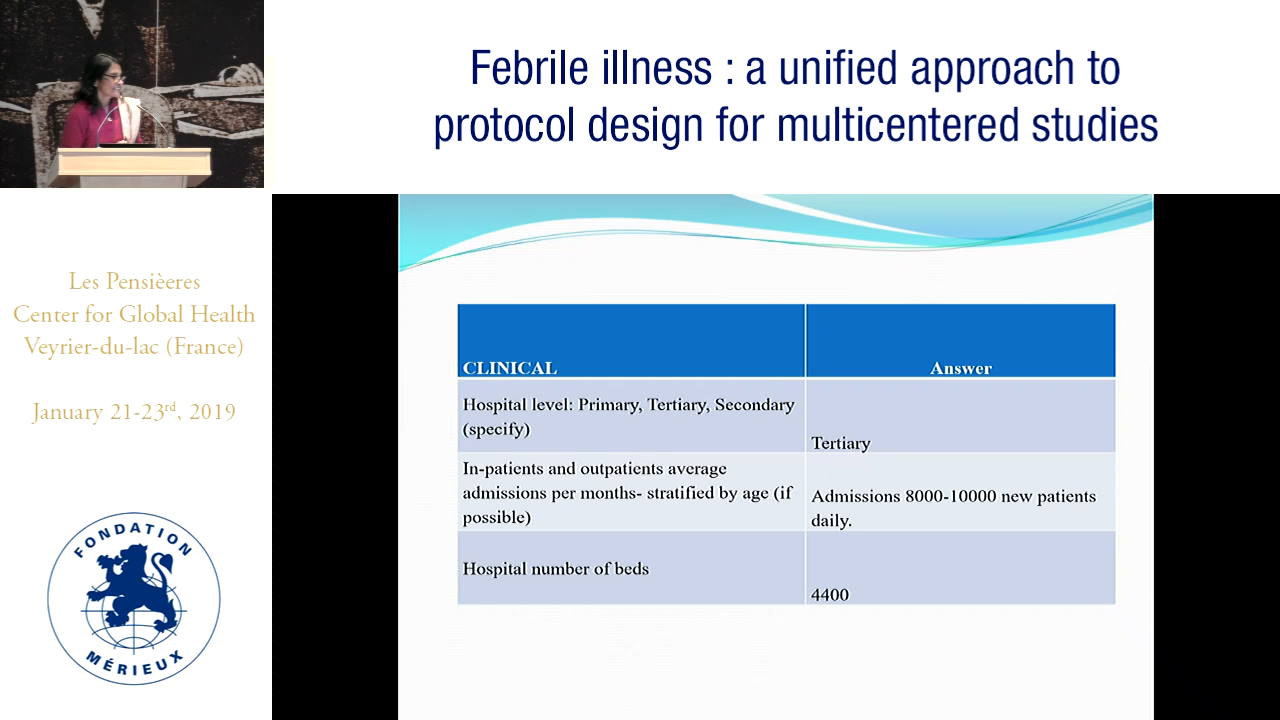 Febrile illness : a unified approach to
protocol design for multicentered studies
Les Pensièeres
Center for Global Health
Veyrier-du-lac (France)
January 21-23rd, 2019
FONDATION
MÉRIEUX
CLINICAL
Answer
Hospital level: Primary, Tertiary, Secondary
(specify)
Tertiary
In-patients and outpatients average
admissions per months- stratified by age (if
possible)
Admissions 8000-10000 new patients
daily.
Hospital number of beds
4400